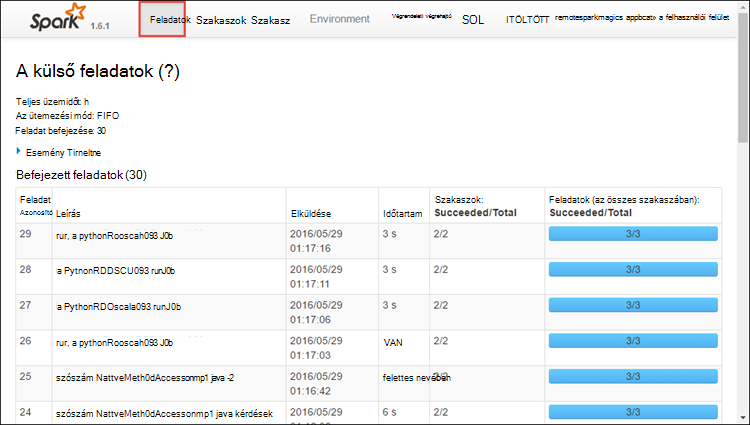 Spark 1.6.1 Feladatok Szakaszok Szakasz Environment Végrendeleti végrehajtó SOL ITÖLTÖTT remotesparkmagics appbcat» a felhasználói felület
A külső feladatok (?)
Teljes üzemidőt: h
Az ütemezési mód: FIFO
Feladat befejezése: 30
Esemény Tirneltre
Befejezett feladatok (30)
Feladat Azonosító Leírás Elküldése Időtartam Szakaszok: Succeeded/Total Feladatok (az összes szakaszában): Succeeded/Total
29 rur, a pythonRooscah093 J0b 2016/05/29 01:17:16 3 s 2/2 3/3
28 a PytnonRDDSCU093 runJ0b 2016/05/29 01:17:11 3 s 2/2 3/3
27 a PythonRDOscala093 runJ0b 2016/05/29 01:17:06 3 s 2/2 3/3
26 rur, a pythonRooscah093 J0b 2016/05/29 01:17:03 VAN 2/2 3/3
25 szószám NattveMeth0dAccessonmp1 java -2 2016/05/29 01:16:42 felettes nevében 2/2 3/3
24 szószám NattveMeth0dAccessonmp1 java kérdések 2016/05/29 6 s 2/2 3/3